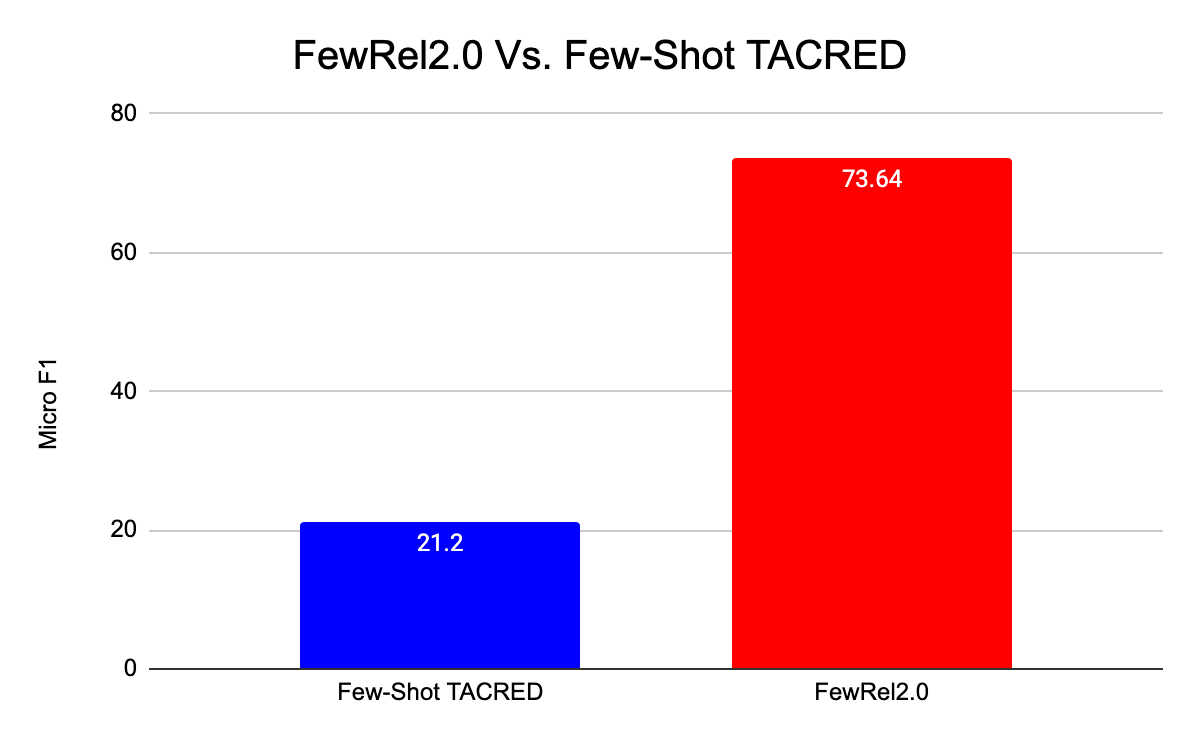 FewRel2.0 Vs. Few-Shot TACRED
80
60
40
20
0
Micro F1
21.2
73.64
Few-Shot TACRED
FewRel2.0